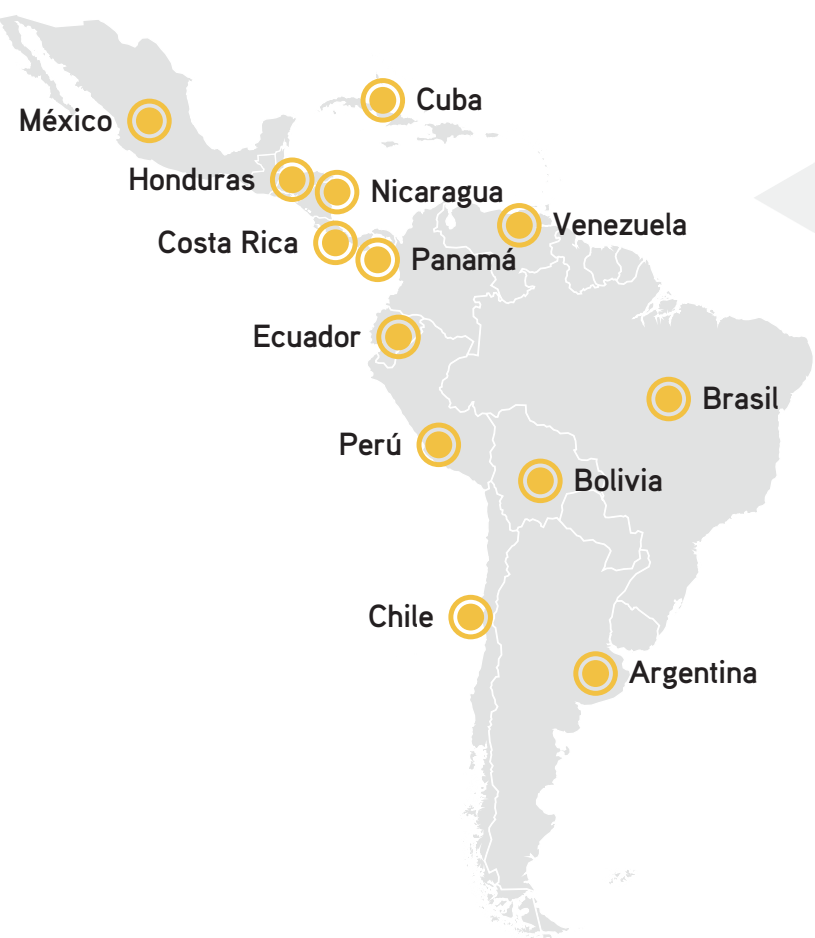 Cuba
México
Honduras
Nicaragua
Venezuela
Costa Rica
Panamá
Ecuador
Brasil
Perú
Bolivia
Chile
Argentina